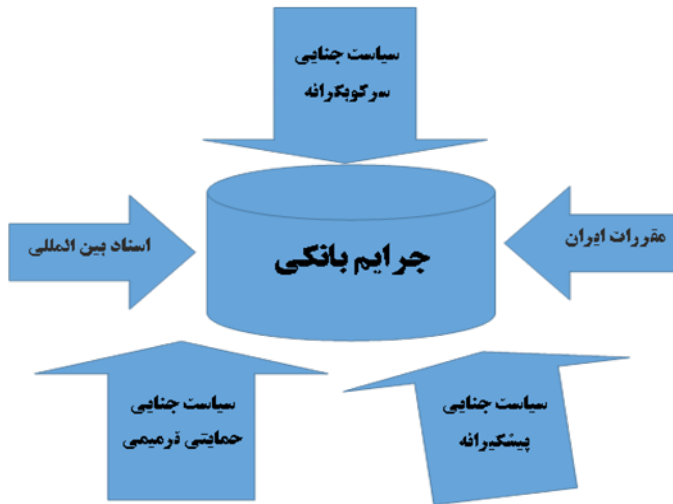 سیاست جنایی
سرکوبگرانه
مقررات ایران
اسناد بین المللی
جرایم بانکی
سیاست جنایی
پیشگیرانه
سیاست جنایی
حمایتی ترمیمی